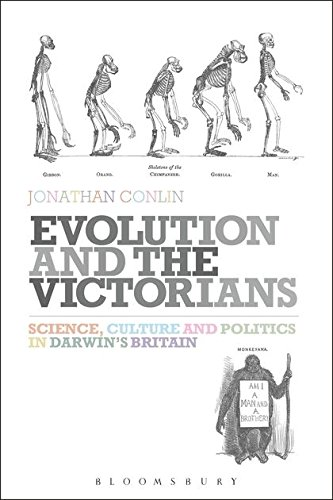 Skeletons of the
GIBBON. ORANG. CHIMPANZEE. GORILLA. MAN.
JONATHAN CONLIN
EVOLUTION
AND THE
VICTORIANS
SCIENCE, CULTURE AND POLITICS
IN DARWIN'S BRITAIN
MONKEYANA.
AM I
A MAN AND
A BROTHER?
BLOOMSBURY